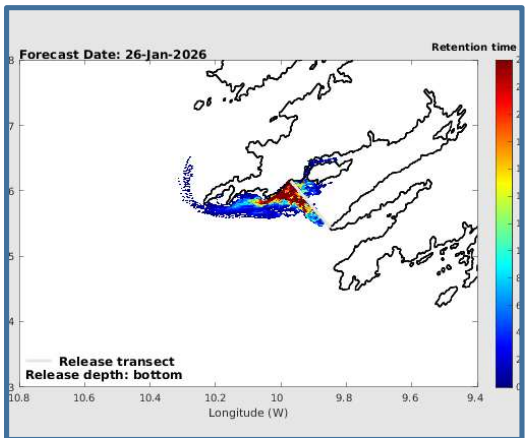 Forecast Date: 26-Jan-2026
Retention time
8
7
6
5
4
3
10.8
10.6
10.4
10.2
10
9.8
9.6
9.4
Longitude (W)
Release transect
Release depth: bottom